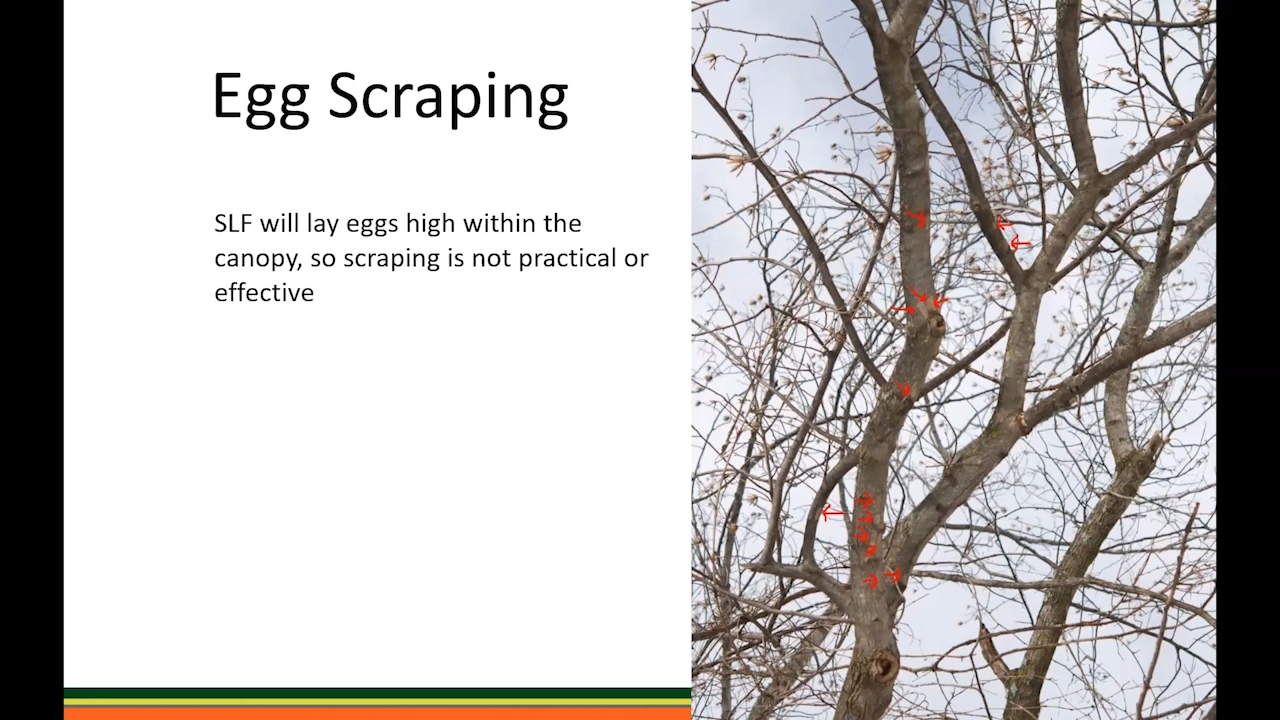 Egg Scraping
SLF will lay eggs high within the
canopy, so scraping is not practical or
effective